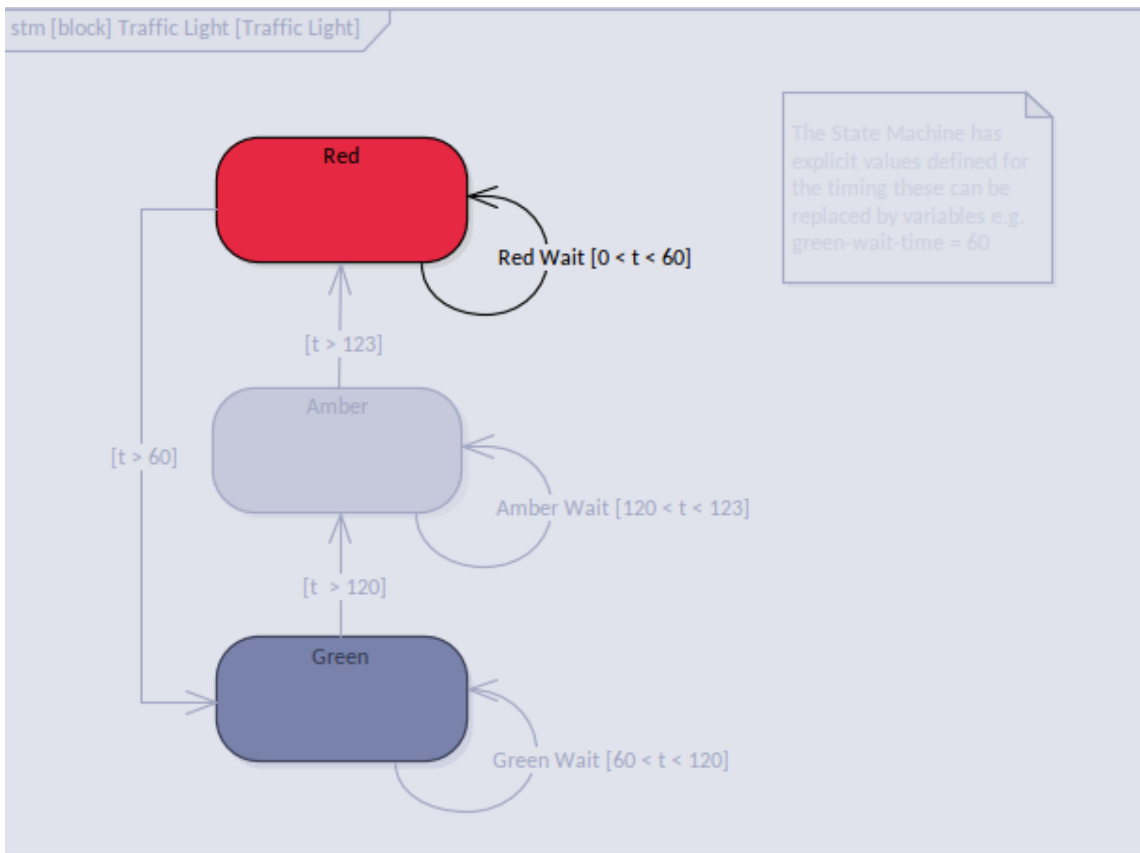 stm [block] Traffic Light [Traffic Light]
The State Machine has
explicit values defined for
the timing these can be
replaced by variables e.g.
green-wait-time = 60
Red
Red Wait [0 < t < 60]
[t > 123]
Amber
[t > 60]
Amber Wait [120 < t < 123]
[t  > 120]
Green
Green Wait [60 < t < 120]